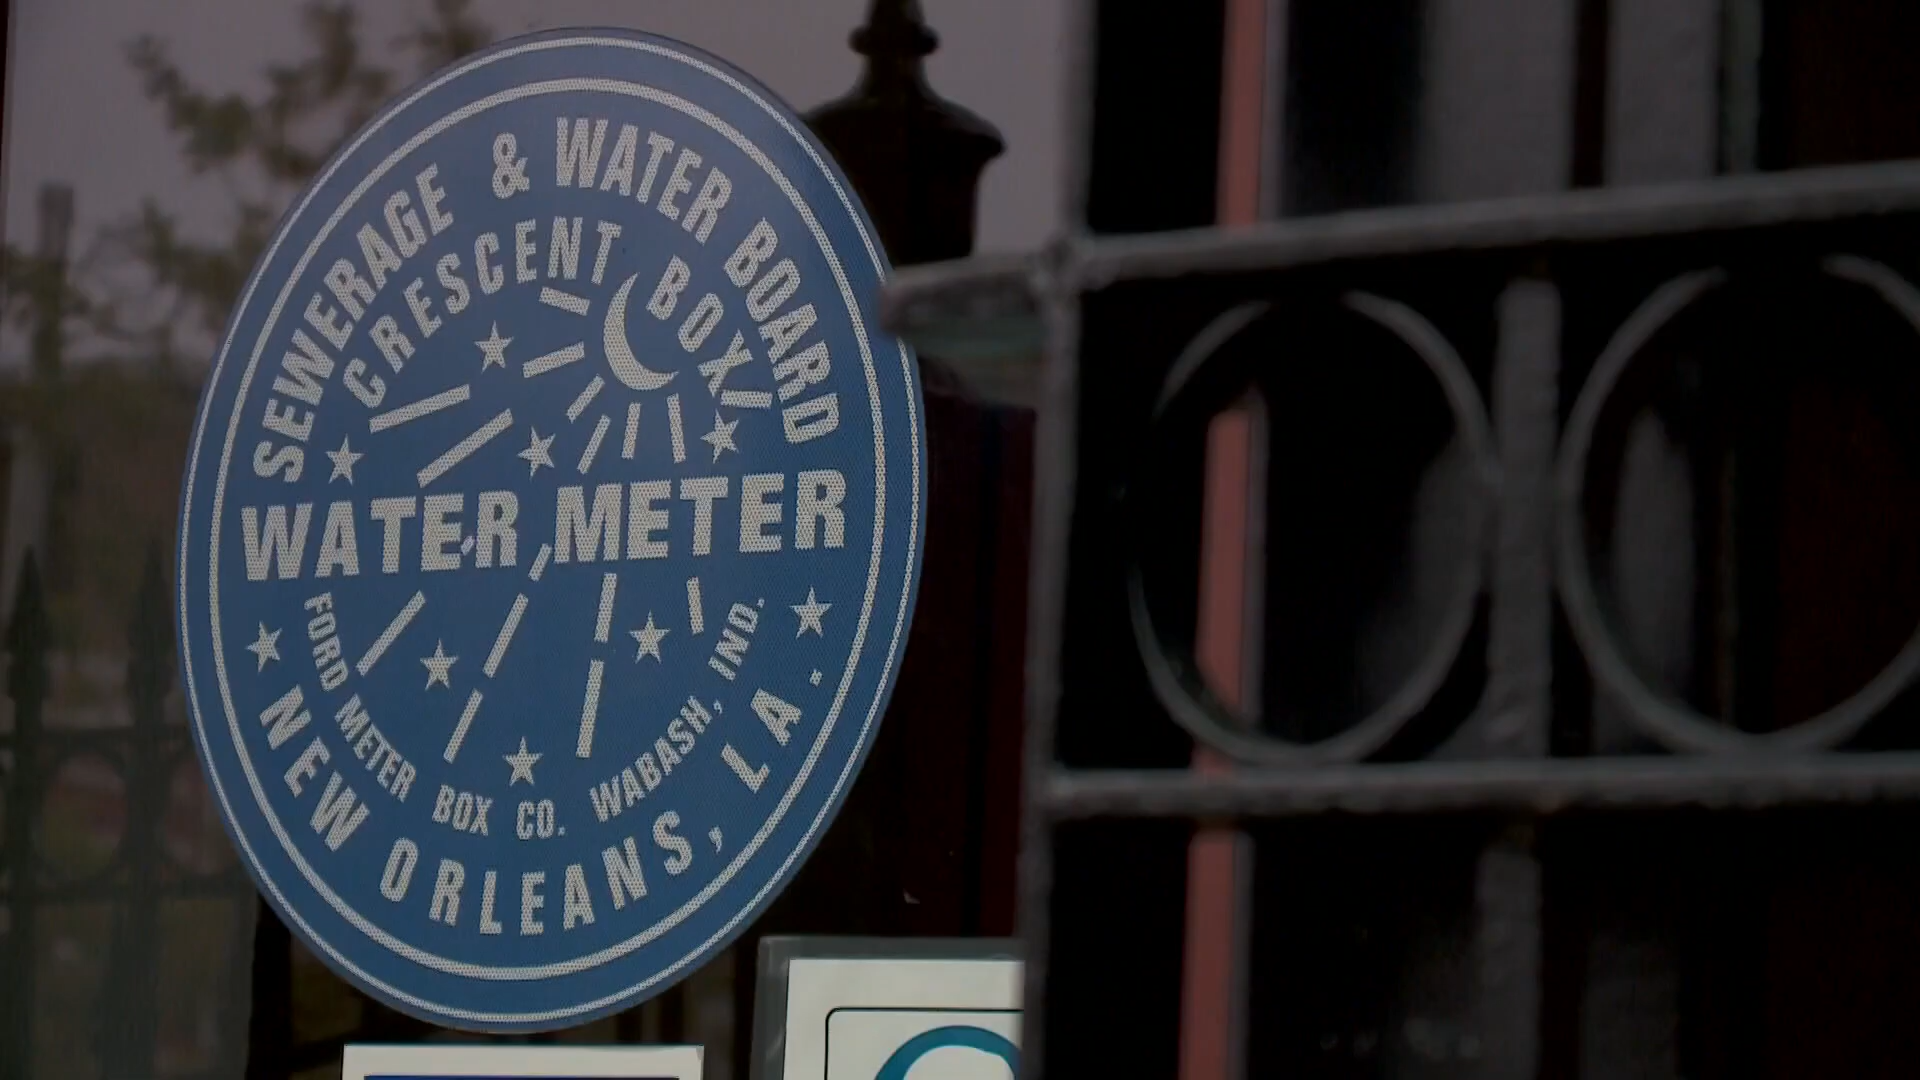 SEWERAGE & WATER BOARD
CRESCENT BOX
WATER METER
FORD METER BOX CO. WABASH, IND.
NEW ORLEANS, LA.